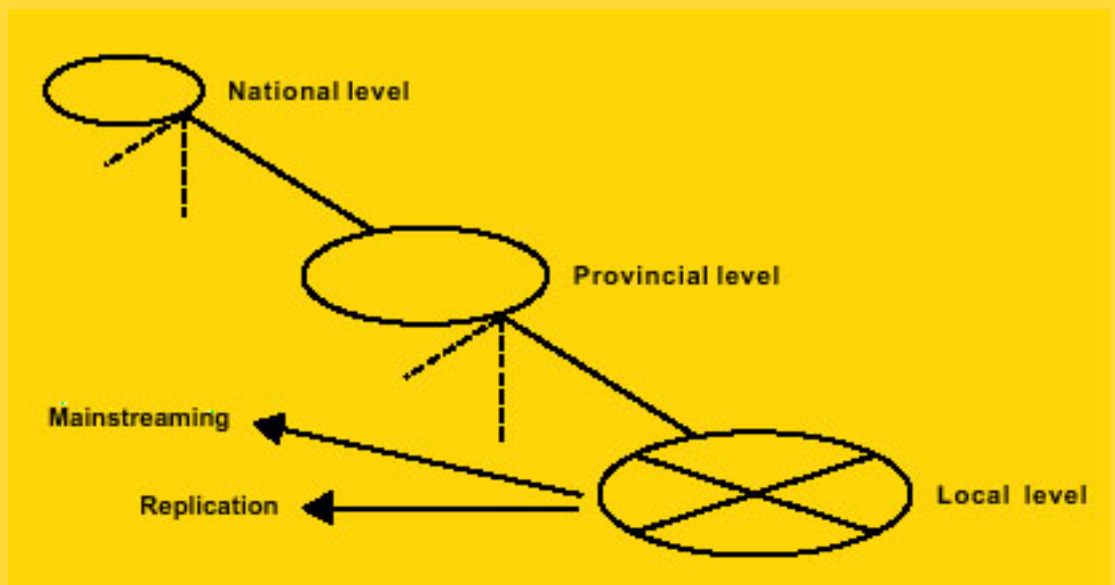 National level
Provincial level
Mainstreaming
Replication
Local level